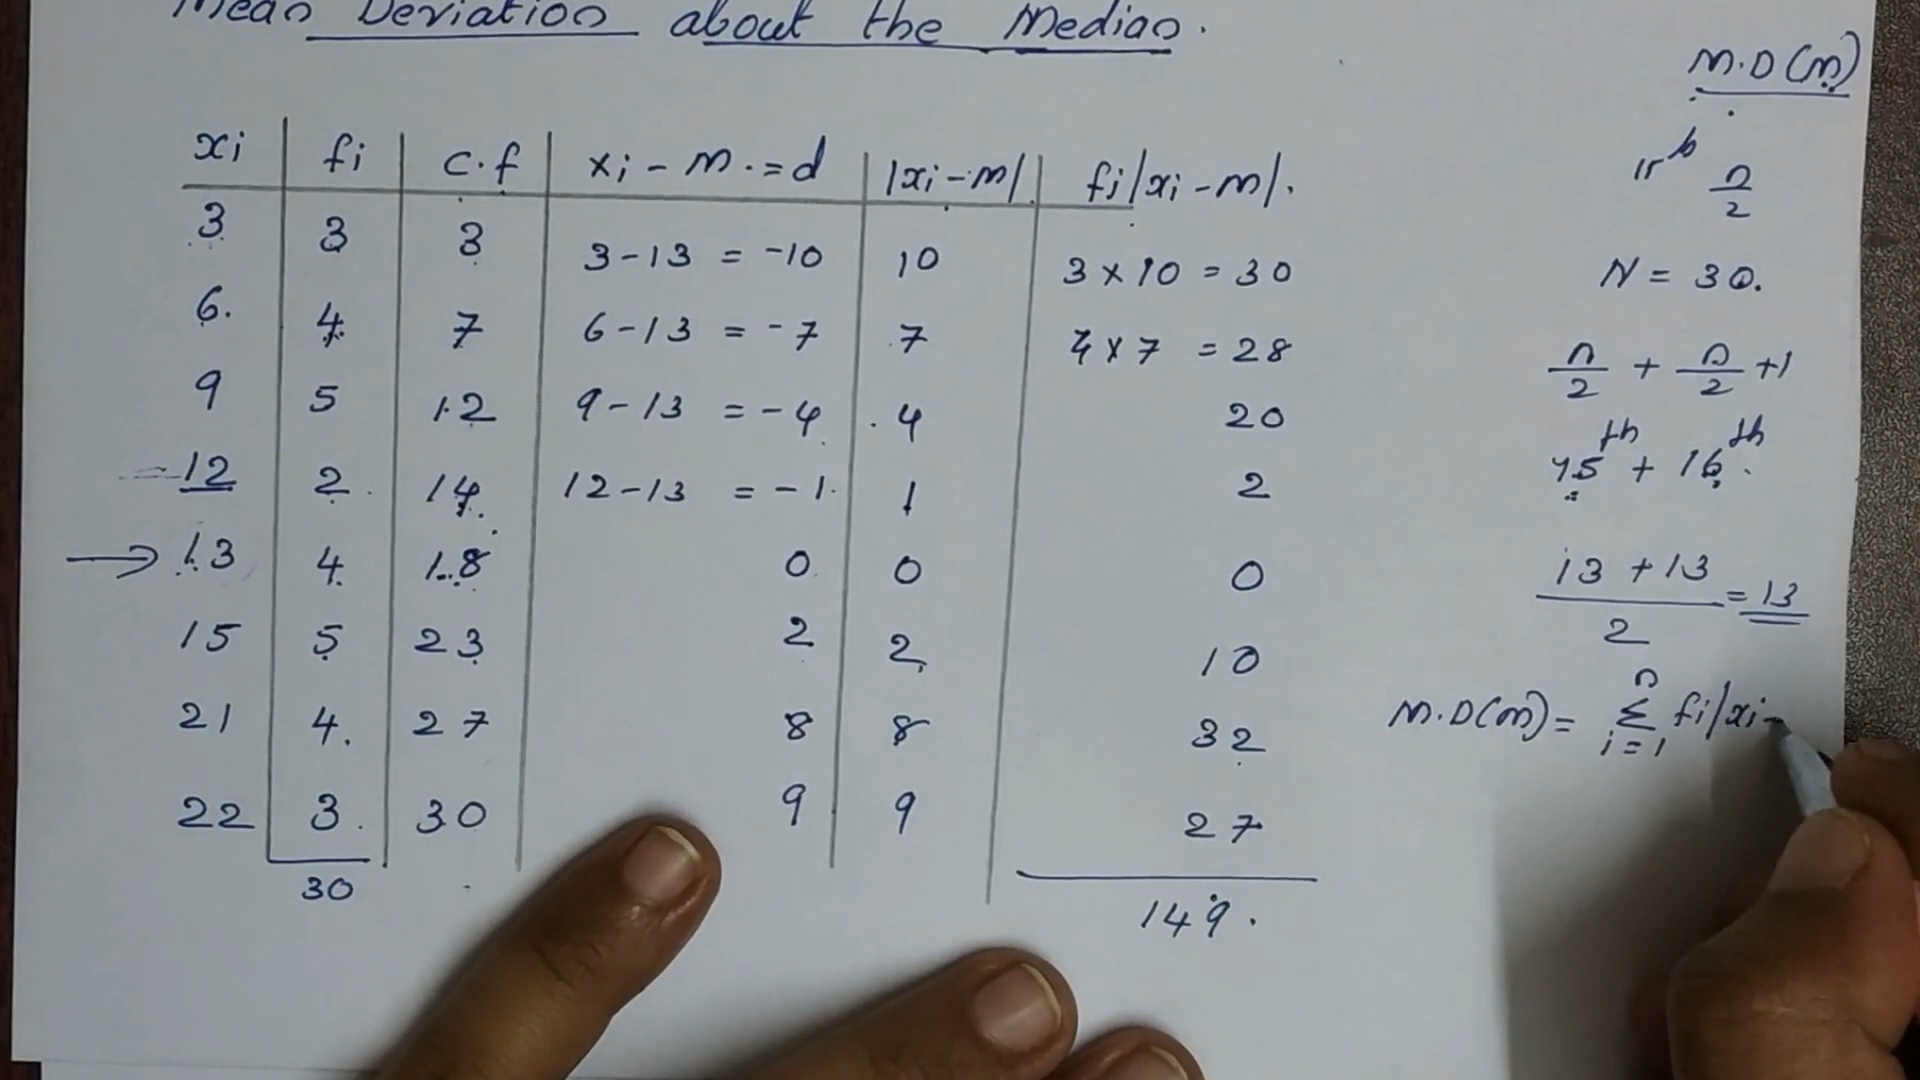 Mean Deviation about the Median.
M.D(M)
xi fi c.f xi - M. = d |xi - M| fi|xi - M|.
n/2
3 3 3 3 - 13 = -10 10 3 x 10 = 30
N = 30.
6. 4 7 6 - 13 = -7 7 4 x 7 = 28
n/2 + n/2 + 1
9 5 12 9 - 13 = -4 4 20
15th + 16th.
12 2 14 12 - 13 = -1 1 2
→ 13 4 18 0 0 0
13 + 13 / 2 = 13
15 5 23 2 2 10
M.D(M) = n Σ i = 1 fi|xi -
21 4. 27 8 8 32
22 3. 30 9 9 27
30 149.